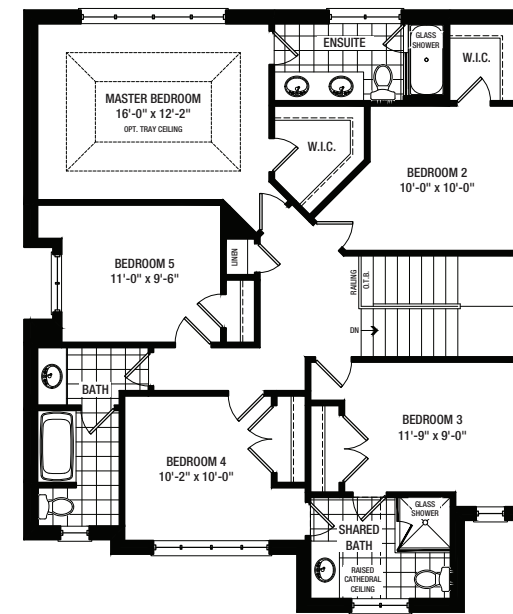 ENSUITE
GLASS
SHOWER
W.I.C.
MASTER BEDROOM
16'-0" x 12'-2"
OPT. TRAY CEILING
W.I.C.
BEDROOM 2
10'-0" x 10'-0"
LINEN
BEDROOM 5
11'-0" x 9'-6"
RAILING
O.T.B.
DN
BATH
BEDROOM 3
11'-9" x 9'-0"
BEDROOM 4
10'-2" x 10'-0"
GLASS
SHOWER
SHARED
BATH
RAISED
CATHEDRAL
CEILING